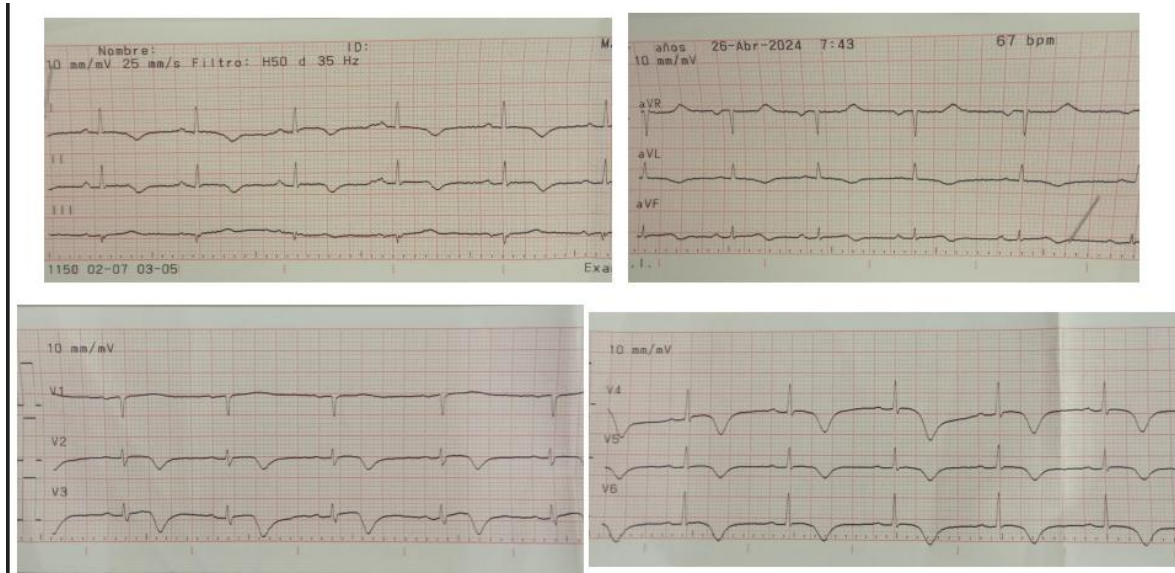 Nombre: ID: M
10 mm/mV 25 mm/s Filtro: H50 d 35 Hz
I
II
III
1150 02-07 03-05 Exa
años 26-Abr-2024 7:43 67 bpm
10 mm/mV
aVR
aVL
aVF
10 mm/mV
V1
V2
V3
10 mm/mV
V4
V5
V6